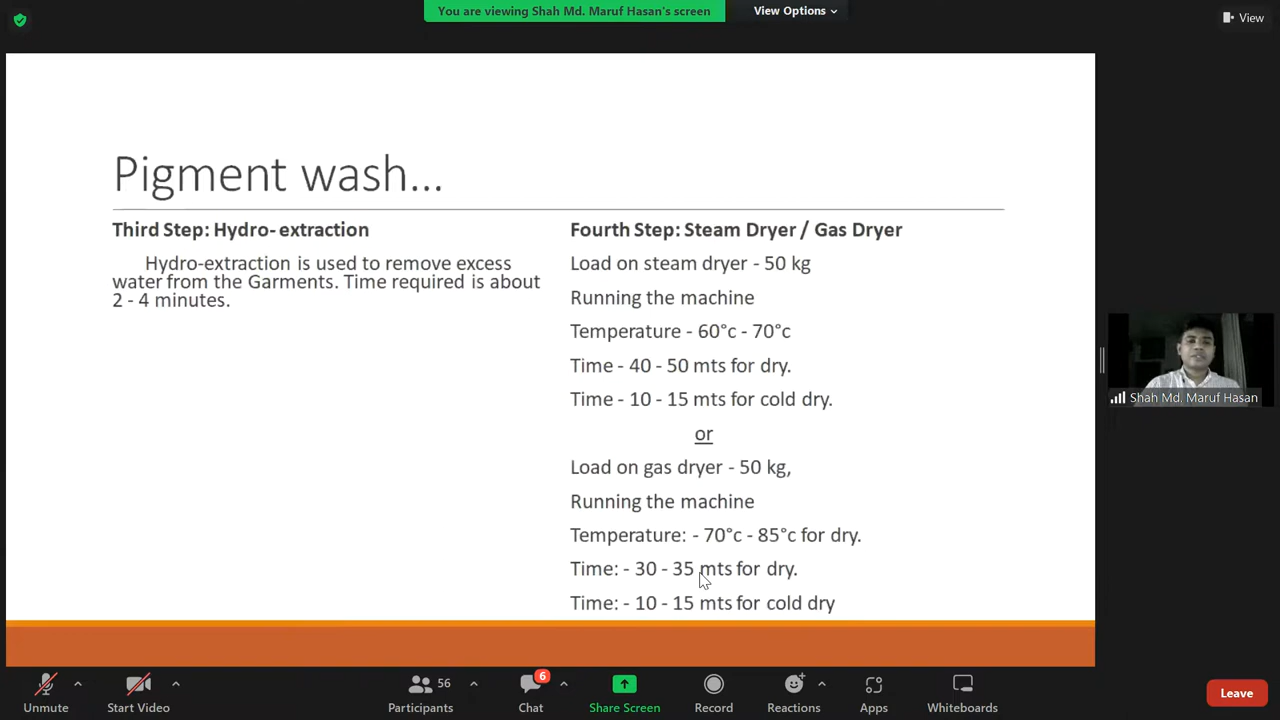 You are viewing Shah Md. Maruf Hasan's screen
View Options
View
Pigment wash...
Third Step: Hydro- extraction
Hydro-extraction is used to remove excess
water from the Garments. Time required is about
2 - 4 minutes.
Fourth Step: Steam Dryer / Gas Dryer
Load on steam dryer - 50 kg
Running the machine
Temperature - 60°c - 70°c
Time - 40 - 50 mts for dry.
Time - 10 - 15 mts for cold dry.
or
Load on gas dryer - 50 kg,
Running the machine
Temperature: - 70°c - 85°c for dry.
Time: - 30 - 35 mts for dry.
Time: - 10 - 15 mts for cold dry
Shah Md. Maruf Hasan
Unmute
Start Video
56
Participants
6
Chat
Share Screen
Record
Reactions
Apps
Whiteboards
Leave